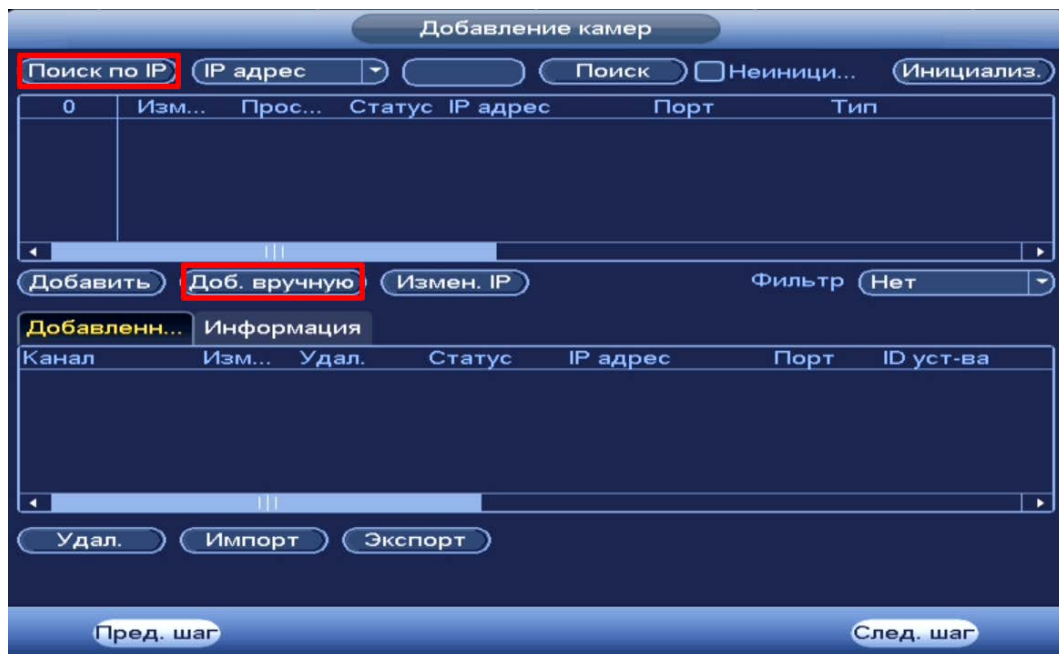 Добавление камер
Поиск по IP IP адрес Поиск Неиници... Инициализ.
0 Изм... Прос... Статус IP адрес Порт Тип
Добавить Доб. вручную Измен. IP Фильтр Нет
Добавленн... Информация
Канал Изм... Удал. Статус IP адрес Порт ID уст-ва
Удал. Импорт Экспорт
Пред. шаг След. шаг